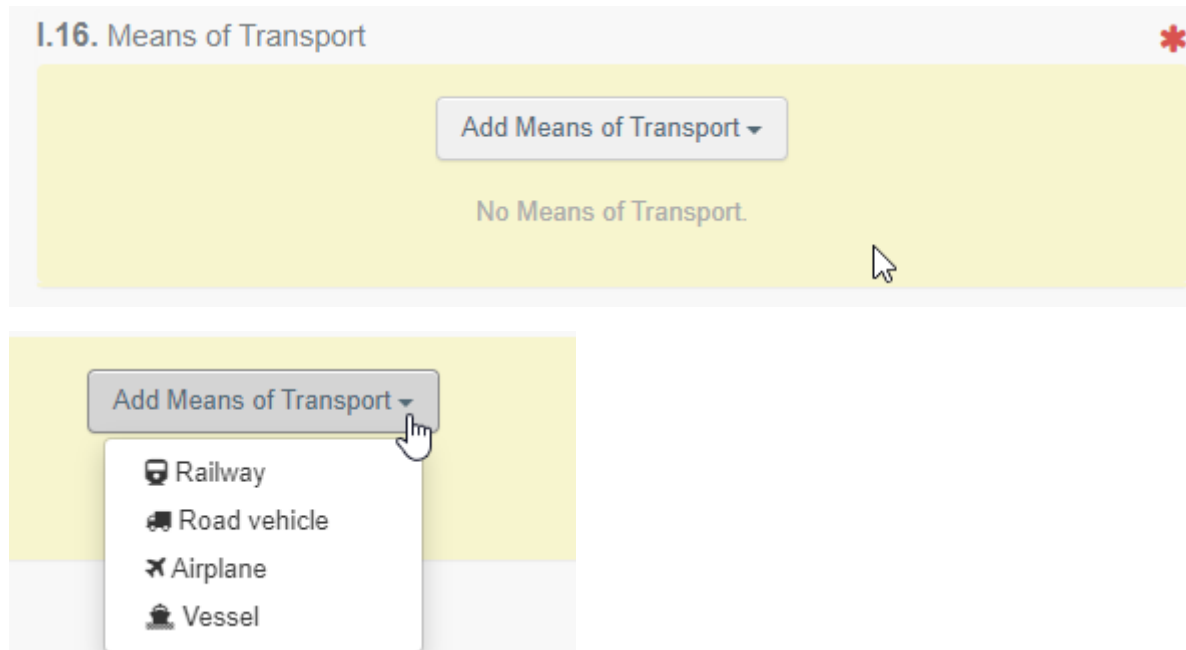 I.16. Means of Transport *
Add Means of Transport
No Means of Transport.
Add Means of Transport
Railway
Road vehicle
Airplane
Vessel